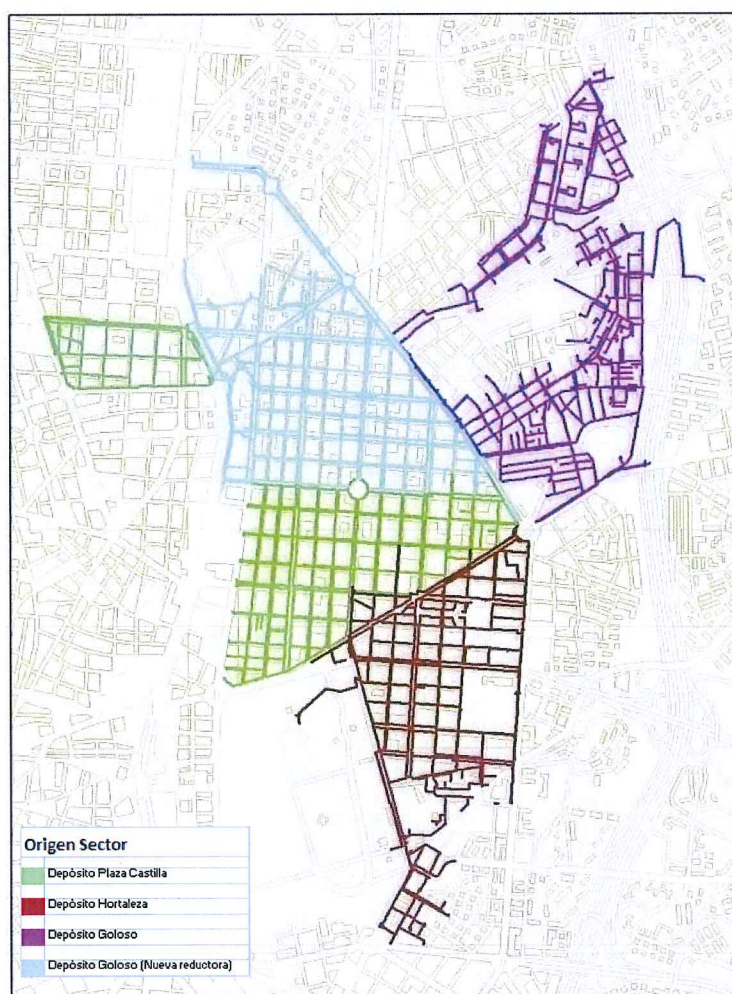 Origen Sector
Depósito Plaza Castilla
Depósito Hortaleza
Depósito Goloso
Depósito Goloso (Nueva reductora)